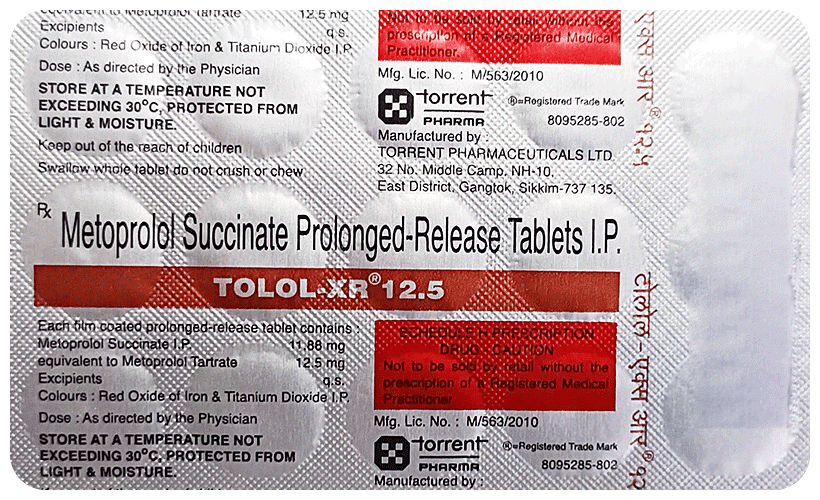 equivalent to Metoprolol Tartrate 12.5 mg
Excipients q.s.
Colours : Red Oxide of Iron & Titanium Dioxide I.P.
Dose : As directed by the Physician
STORE AT A TEMPERATURE NOT
EXCEEDING 30°C, PROTECTED FROM
LIGHT & MOISTURE.
Keep out of the reach of children
Swallow whole tablet do not crush or chew
Not to be sold by retail without the
prescription of a Registered Medical
Practitioner.
Mfg. Lic. No. : M/563/2010
torrent
PHARMA
®=Registered Trade Mark
8095285-802
Manufactured by :
TORRENT PHARMACEUTICALS LTD.
32 No. Middle Camp, NH-10,
East District, Gangtok, Sikkim-737 135.
एक्स आर® १२.५
Rx Metoprolol Succinate Prolonged-Release Tablets I.P.
TOLOL-XR® 12.5
Each film coated prolonged-release tablet contains :
Metoprolol Succinate I.P. 11.88 mg
equivalent to Metoprolol Tartrate 12.5 mg
Excipients q.s.
Colours : Red Oxide of Iron & Titanium Dioxide I.P.
Dose : As directed by the Physician
STORE AT A TEMPERATURE NOT
EXCEEDING 30°C, PROTECTED FROM
LIGHT & MOISTURE.
SCHEDULE H PRESCRIPTION
DRUG - CAUTION
Not to be sold by retail without the
prescription of a Registered Medical
Practitioner
Mfg. Lic. No. : M/563/2010
torrent
PHARMA
®=Registered Trade Mark
8095285-802
Manufactured by :
टोलोल-एक्स आर® १२